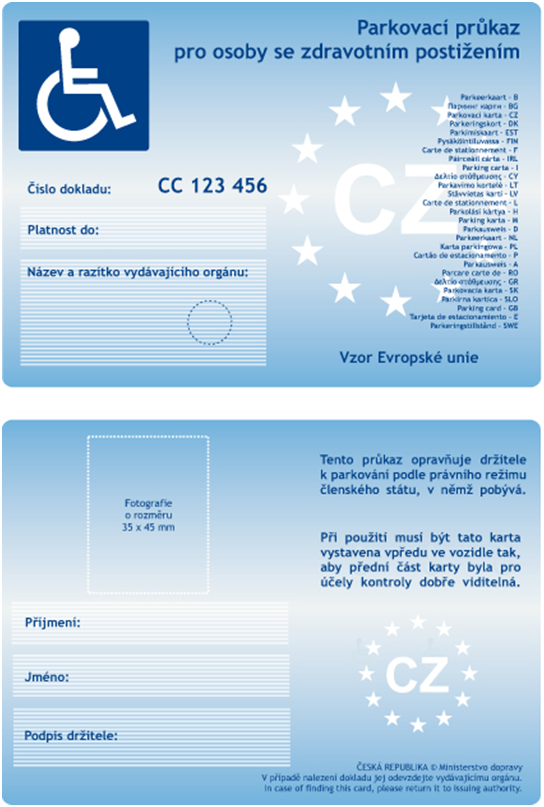 Parkovací průkaz
pro osoby se zdravotním postižením
Parkeerkaart - B
Паркинг карти - BG
Parkovací karta - CZ
Parkeringskort - DK
Parkimiskaart - EST
Pysäköintiluvassa - FIN
Carte de stationnement - F
Páirceáil cárta - IRL
Parking carta - I
Δελτίο στάθμευσης - CY
Parkavimo kortelė - LT
Stāvvietas karti - LV
Carte de stationnement - L
Parkolási kártya - H
Parking karta - M
Parkausweis - D
Parkeerkaart - NL
Karta parkingowa - PL
Cartão de estacionamento - P
Parkausweis - A
Parcare carte de - RO
Δελτίο στάθμευσης - GR
Parkovacia karta - SK
Parkirna kartica - SLO
Parking card - GB
Tarjeta de estacionamiento - E
Parkeringstillstånd - SWE
CZ
Číslo dokladu: CC 123 456
Platnost do:
Název a razítko vydávajícího orgánu:
Vzor Evropské unie
Fotografie
o rozměru
35 x 45 mm
Tento průkaz opravňuje držitele
k parkování podle právního režimu
členského státu, v němž pobývá.
Při použití musí být tato karta
vystavena vpředu ve vozidle tak,
aby přední část karty byla pro
účely kontroly dobře viditelná.
Příjmení:
Jméno:
Podpis držitele:
CZ
ČESKÁ REPUBLIKA © Ministerstvo dopravy
V případě nalezení dokladu jej odevzdejte vydávajícímu orgánu.
In case of finding this card, please return it to issuing authority.